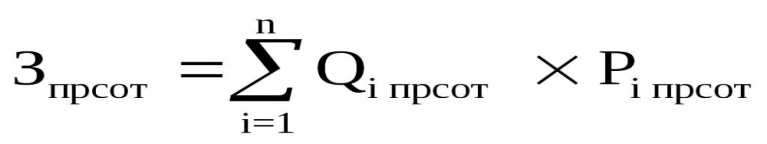 З прсот = n ∑ i=1 Q i прсот × P i прсот